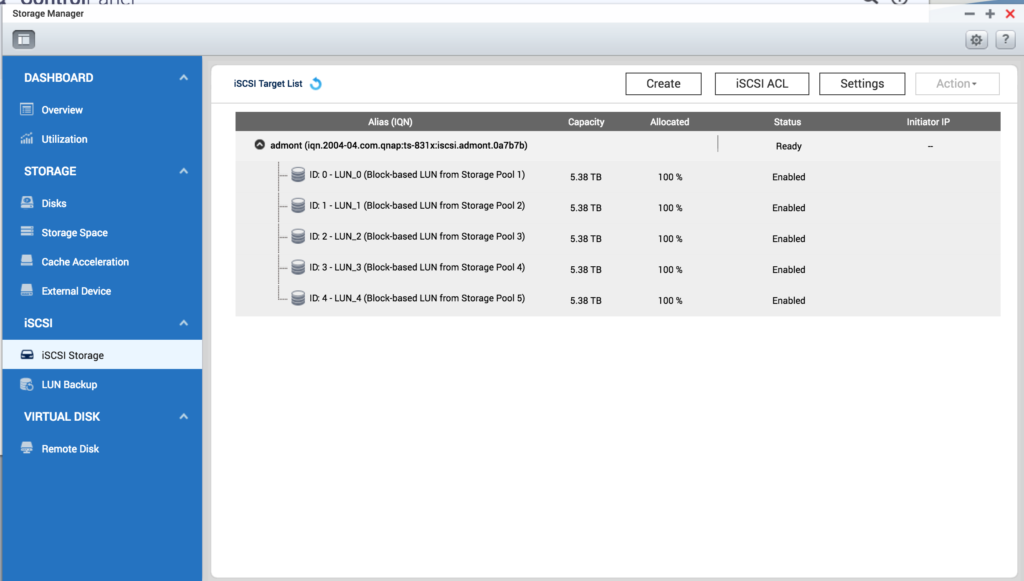 ControlPanel
Storage Manager
?
DASHBOARD
Overview
Utilization
STORAGE
Disks
Storage Space
Cache Acceleration
External Device
iSCSI
iSCSI Storage
LUN Backup
VIRTUAL DISK
Remote Disk
iSCSI Target List Create iSCSI ACL Settings Action
Alias (IQN) Capacity Allocated Status Initiator IP
admont (iqn.2004-04.com.qnap:ts-831x:iscsi.admont.0a7b7b) Ready --
ID: 0 - LUN_0 (Block-based LUN from Storage Pool 1) 5.38 TB 100 % Enabled
ID: 1 - LUN_1 (Block-based LUN from Storage Pool 2) 5.38 TB 100 % Enabled
ID: 2 - LUN_2 (Block-based LUN from Storage Pool 3) 5.38 TB 100 % Enabled
ID: 3 - LUN_3 (Block-based LUN from Storage Pool 4) 5.38 TB 100 % Enabled
ID: 4 - LUN_4 (Block-based LUN from Storage Pool 5) 5.38 TB 100 % Enabled